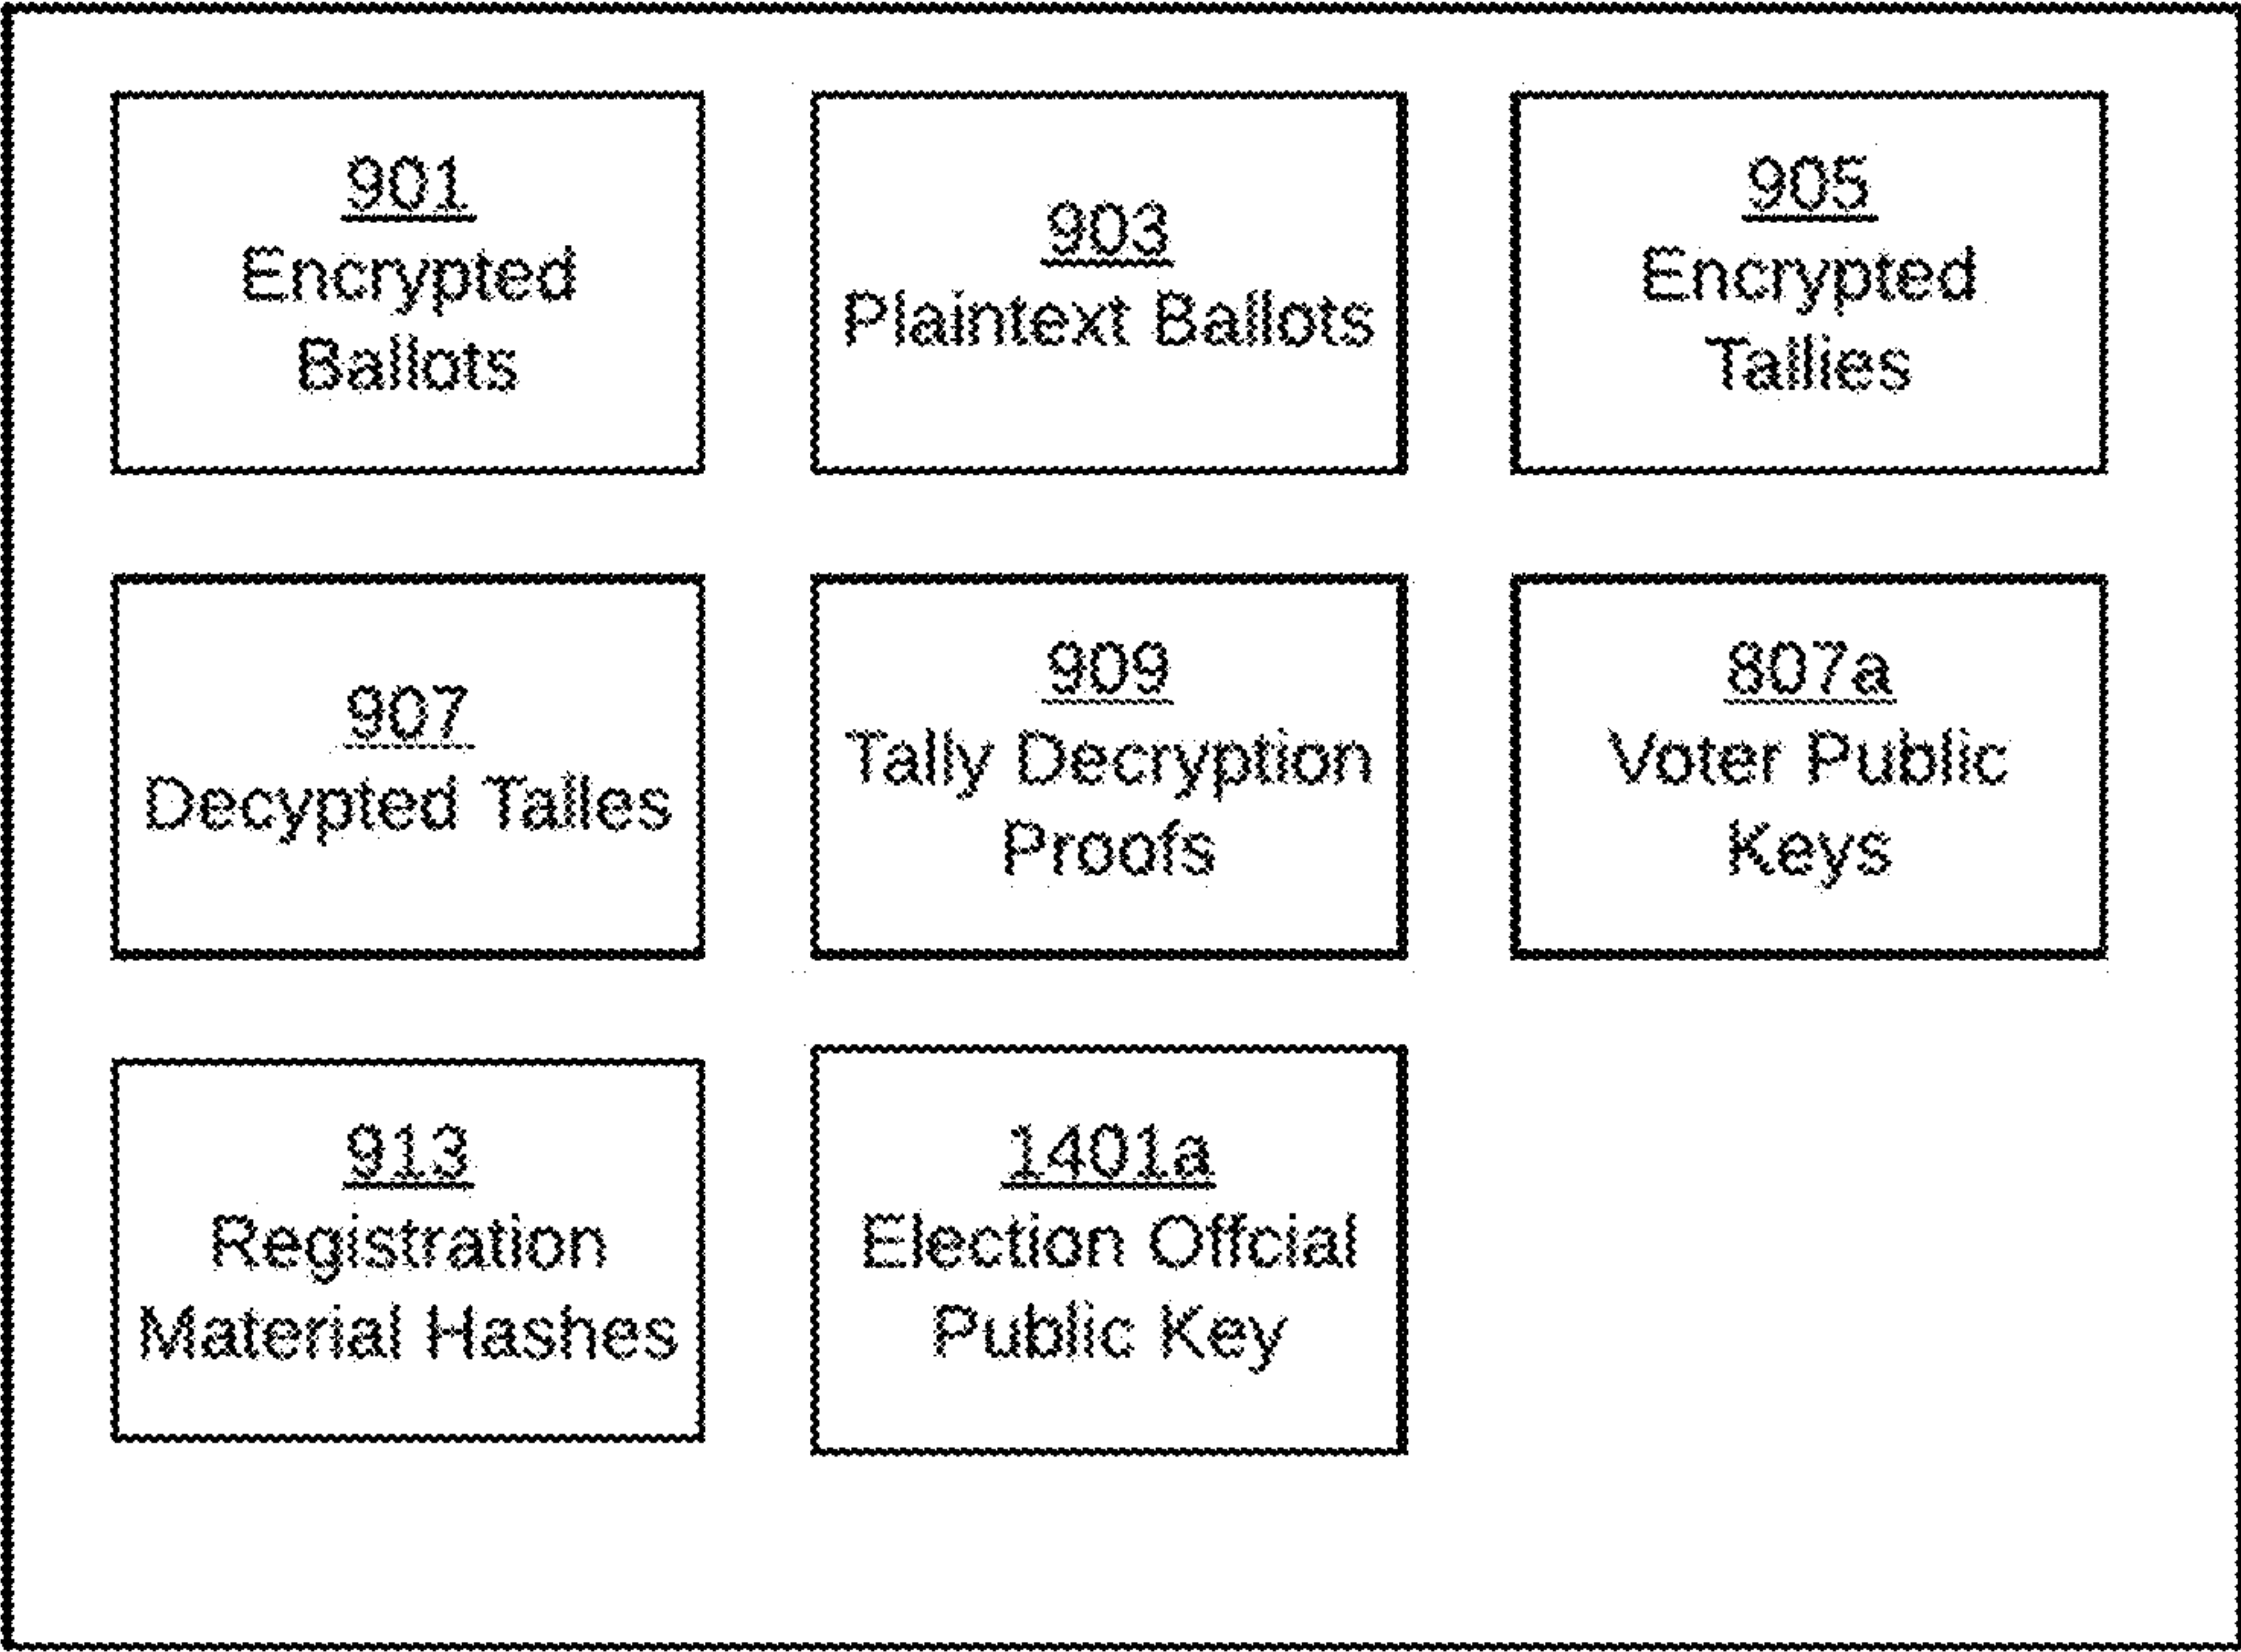 901
Encrypted
Ballots
903
Plaintext Ballots
905
Encrypted
Tallies
907
Decypted Talles
909
Tally Decryption
Proofs
807a
Voter Public
Keys
913
Registration
Material Hashes
1401a
Election Offcial
Public Key